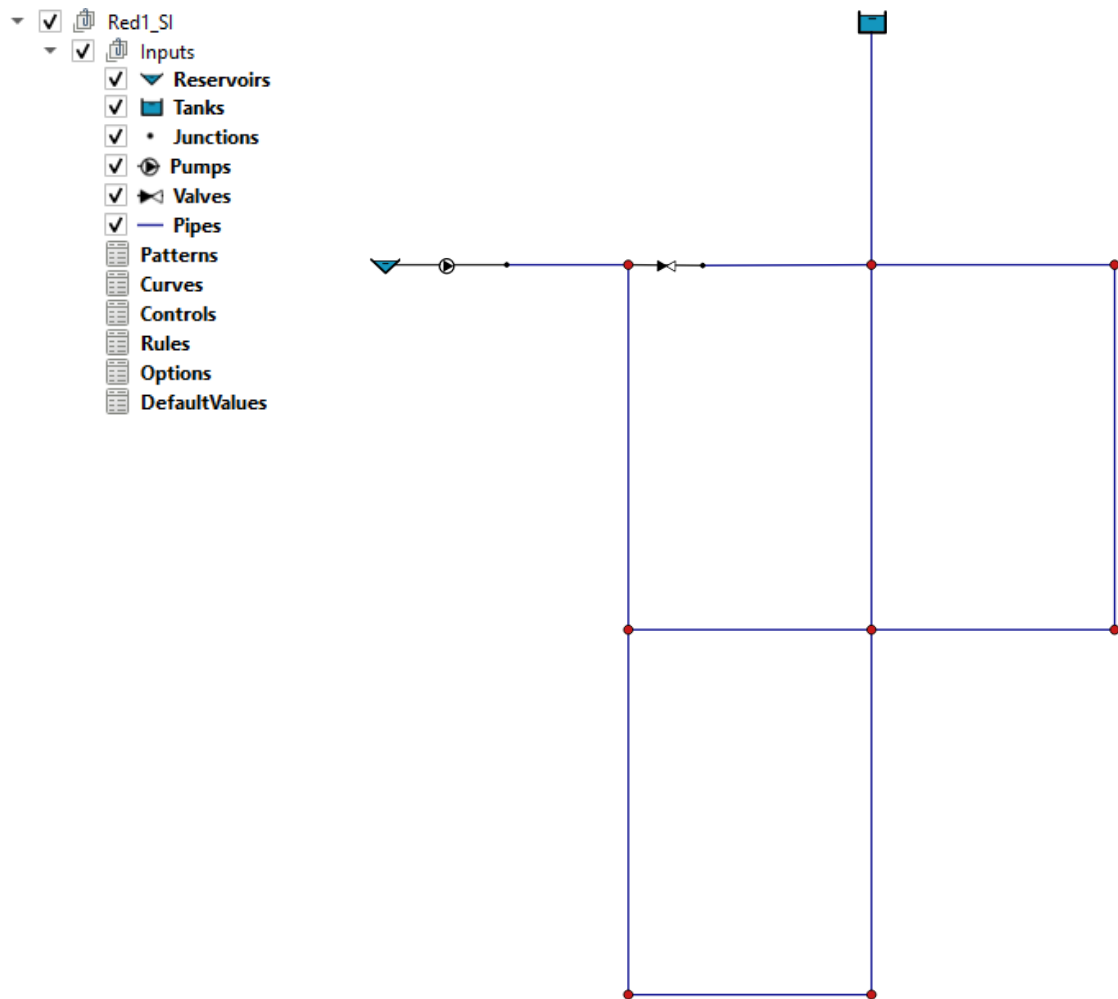 Red1_SI
Inputs
Reservoirs
Tanks
Junctions
Pumps
Valves
Pipes
Patterns
Curves
Controls
Rules
Options
DefaultValues